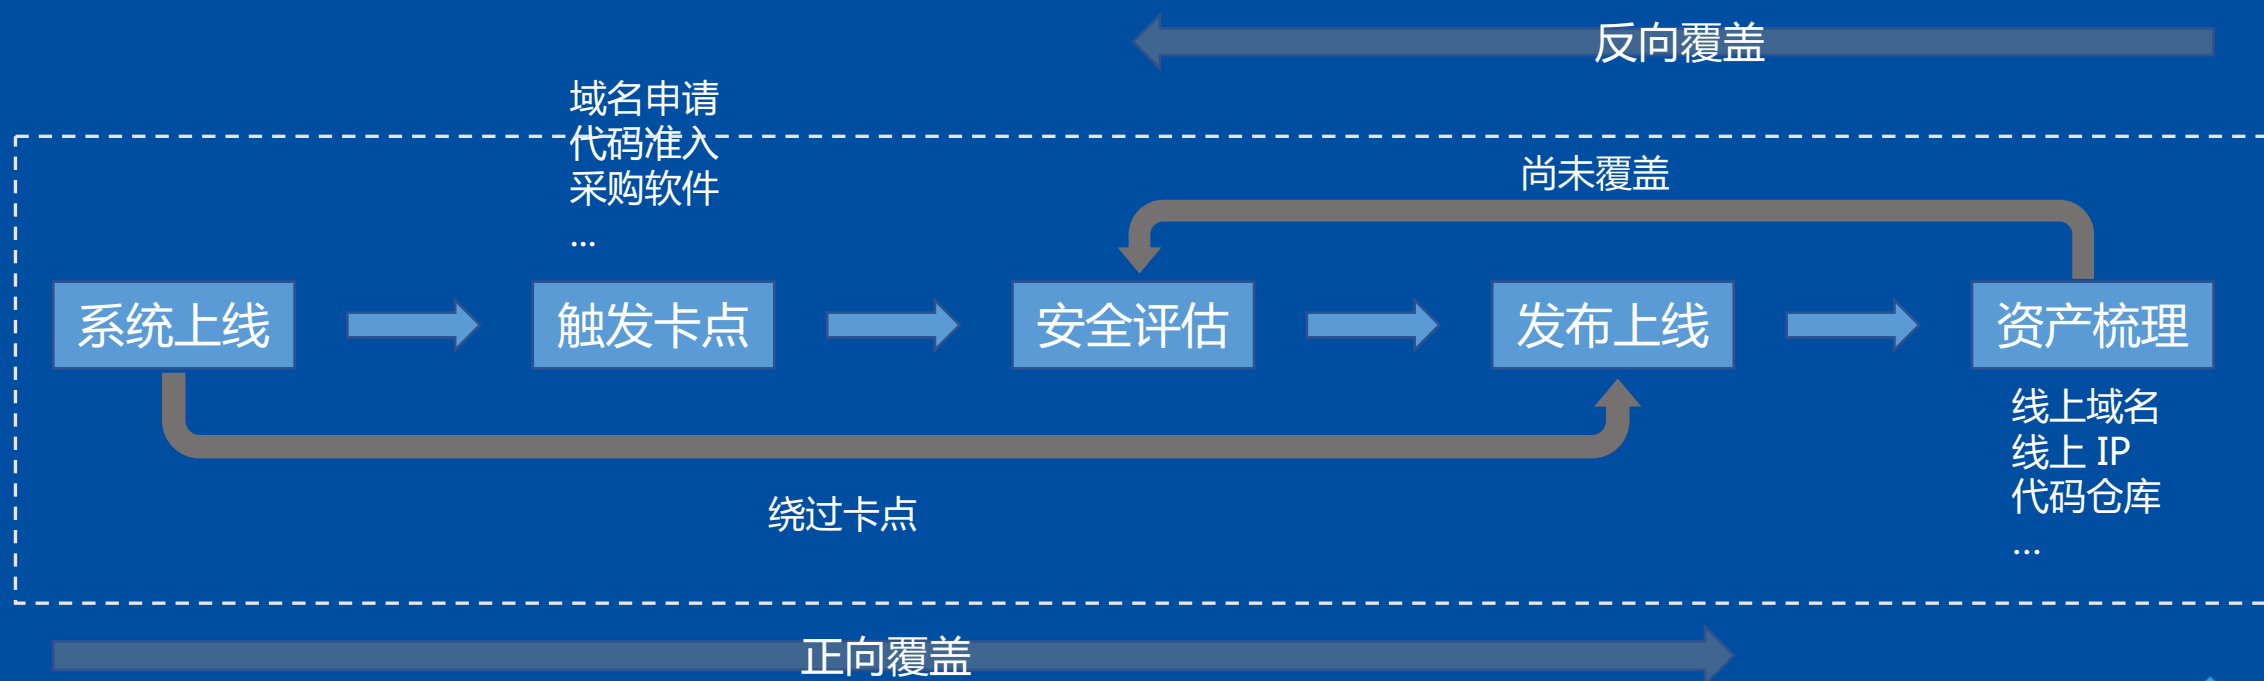 反向覆盖
域名申请
代码准入
采购软件
...
尚未覆盖
系统上线
触发卡点
安全评估
发布上线
资产梳理
线上域名
线上 IP
代码仓库
...
绕过卡点
正向覆盖